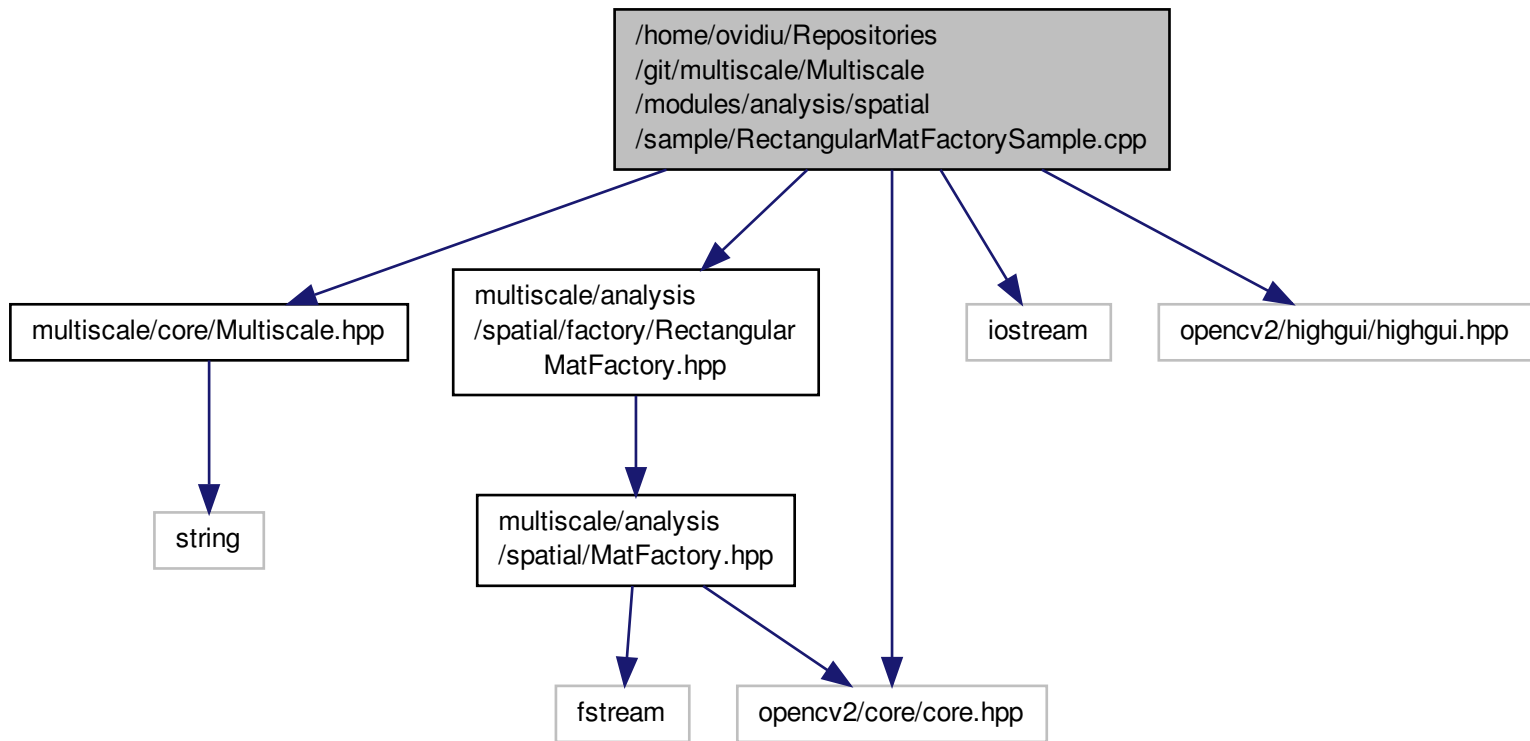 /home/ovidiu/Repositories
/git/multiscale/Multiscale
/modules/analysis/spatial
/sample/RectangularMatFactorySample.cpp
multiscale/core/Multiscale.hpp
multiscale/analysis
/spatial/factory/Rectangular
MatFactory.hpp
iostream
opencv2/highgui/highgui.hpp
string
multiscale/analysis
/spatial/MatFactory.hpp
fstream
opencv2/core/core.hpp